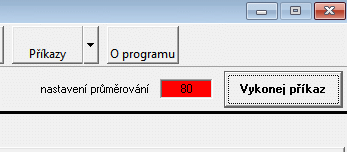 Příkazy O programu
nastavení průměrování 80 Vykonej příkaz